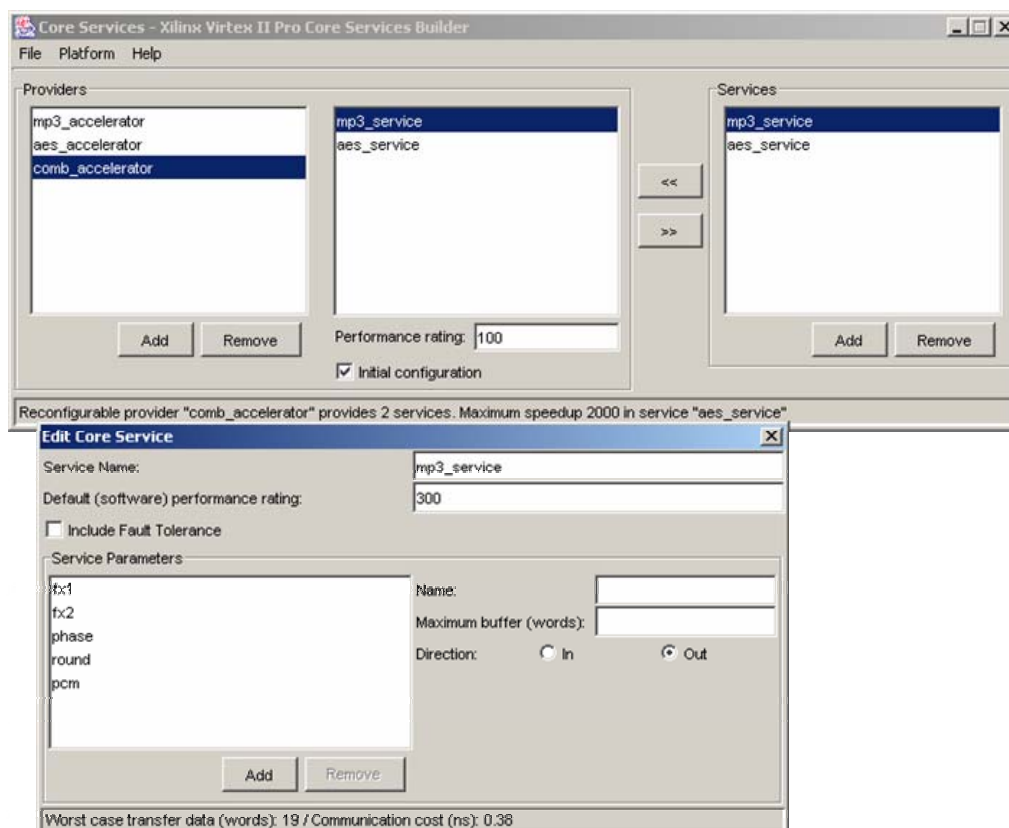 Core Services - Xilinx Virtex II Pro Core Services Builder
File Platform Help
Providers
Services
mp3_accelerator
aes_accelerator
comb_accelerator
mp3_service
aes_service
<<
>>
mp3_service
aes_service
Add Remove
Performance rating: 100
Initial configuration
Add Remove
Reconfigurable provider "comb_accelerator" provides 2 services. Maximum speedup 2000 in service "aes_service"
Edit Core Service
Service Name: mp3_service
Default (software) performance rating: 300
Include Fault Tolerance
Service Parameters
fx1
fx2
phase
round
pcm
Name:
Maximum buffer (words):
Direction: In Out
Add Remove
Worst case transfer data (words): 19 / Communication cost (ns): 0.38